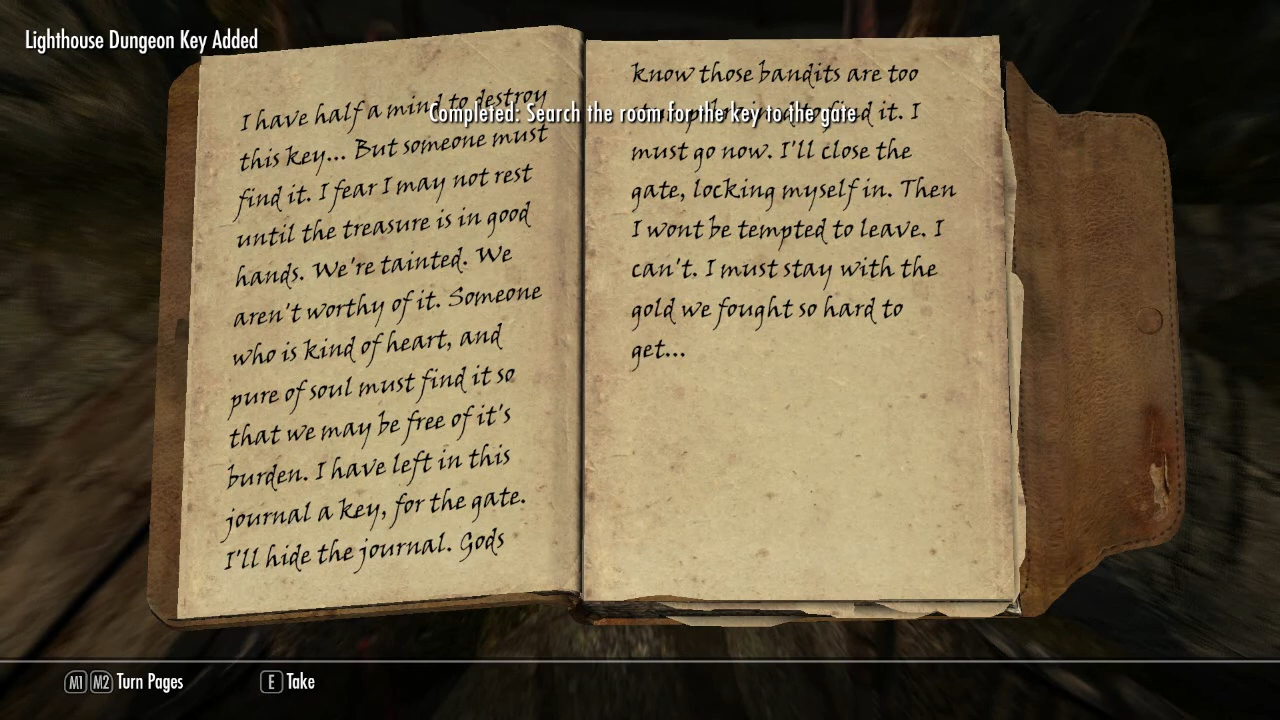 Lighthouse Dungeon Key Added
I have half a mind to destroy
this key... But someone must
find it. I fear I may not rest
until the treasure is in good
hands. We're tainted. We
aren't worthy of it. Someone
who is kind of heart, and
pure of soul must find it so
that we may be free of it's
burden. I have left in this
journal a key, for the gate.
I'll hide the journal. Gods
know those bandits are too
find it. I
must go now. I'll close the
gate, locking myself in. Then
I wont be tempted to leave. I
can't. I must stay with the
gold we fought so hard to
get...
Completed: Search the room for the key to the gate
M1 M2 Turn Pages
E Take